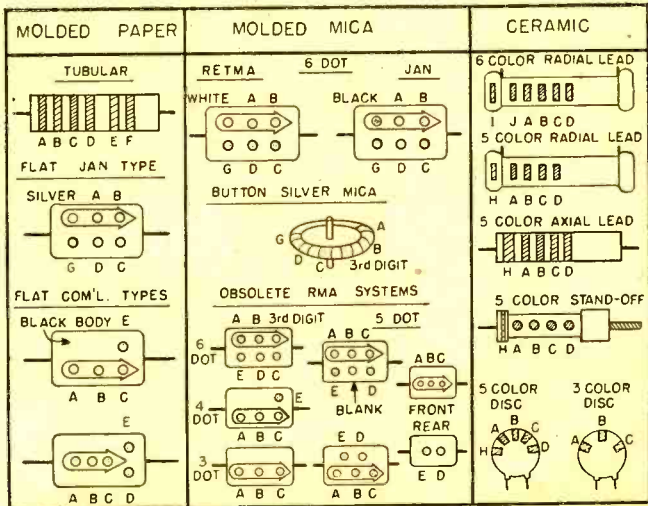 MOLDED PAPER
TUBULAR
A B C D E F
FLAT JAN TYPE
SILVER A B
G D C
FLAT COM'L. TYPES
BLACK BODY E
A B C
E
A B C D
MOLDED MICA
RETMA 6 DOT JAN
WHITE A B BLACK A B
G D C G D C
BUTTON SILVER MICA
G D C 3rd DIGIT B A
OBSOLETE RMA SYSTEMS
A B 3rd DIGIT 5 DOT
6 DOT
E D C
A B C
E D
BLANK
A B C
FRONT
REAR
E D
4 DOT
E
A B C
3 DOT
A B C
E D
A B C
CERAMIC
6 COLOR RADIAL LEAD
I J A B C D
5 COLOR RADIAL LEAD
H A B C D
5 COLOR AXIAL LEAD
H A B C D
5 COLOR STAND-OFF
H A B C D
5 COLOR DISC
H A B C D
3 COLOR DISC
A B C